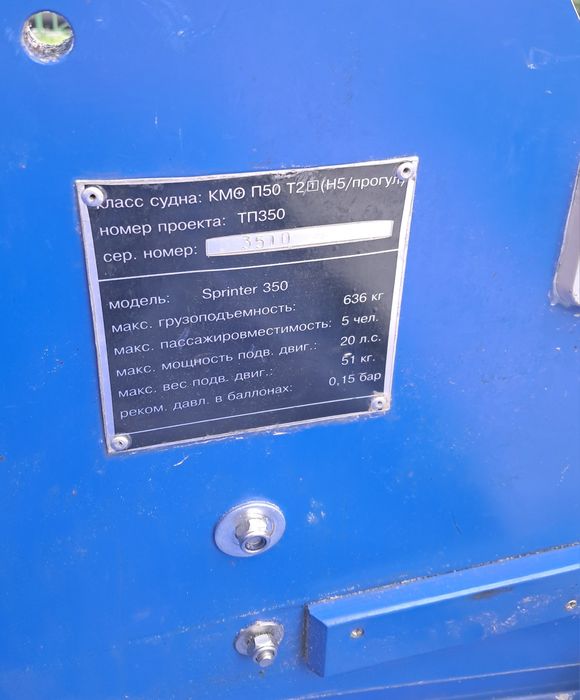 класс судна: КМ П50 Т2 (Н5/прогул)
номер проекта: ТП350
сер. номер: 3510
модель: Sprinter 350
макс. грузоподъемность: 636 кг
макс. пассажировместимость: 5 чел.
макс. мощность подв. двиг.: 20 л.с.
макс. вес подв. двиг.: 51 кг.
реком. давл. в баллонах: 0,15 бар